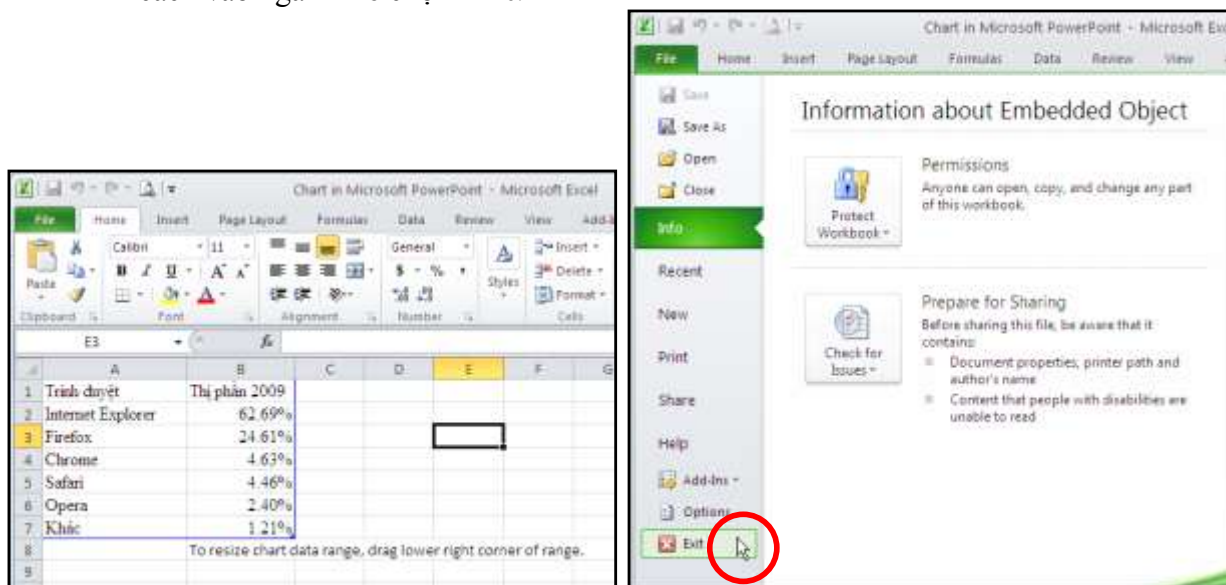 Chart in Microsoft PowerPoint - Microsoft Excel
File Home Insert Page Layout Formulas Data Review View
Calibri 11 General Insert
Paste B I U $ % Styles Delete
Format
Clipboard Font Alignment Number Cells
E3 fx
A B C D E F G
1 Trình duyệt Thị phần 2009
2 Internet Explorer 62.69%
3 Firefox 24.61%
4 Chrome 4.63%
5 Safari 4.46%
6 Opera 2.40%
7 Khác 1.21%
8 To resize chart data range, drag lower right corner of range.
9
Chart in Microsoft PowerPoint - Microsoft
File Home Insert Page Layout Formulas Data Review View
Save
Save As
Open
Close
Info
Recent
New
Print
Share
Help
Add-Ins
Options
Exit
Information about Embedded Object
Protect
Workbook
Permissions
Anyone can open, copy, and change any part
of this workbook.
Check for
Issues
Prepare for Sharing
Before sharing this file, be aware that it
contains:
Document properties, printer path and
author's name
Content that people with disabilities are
unable to read